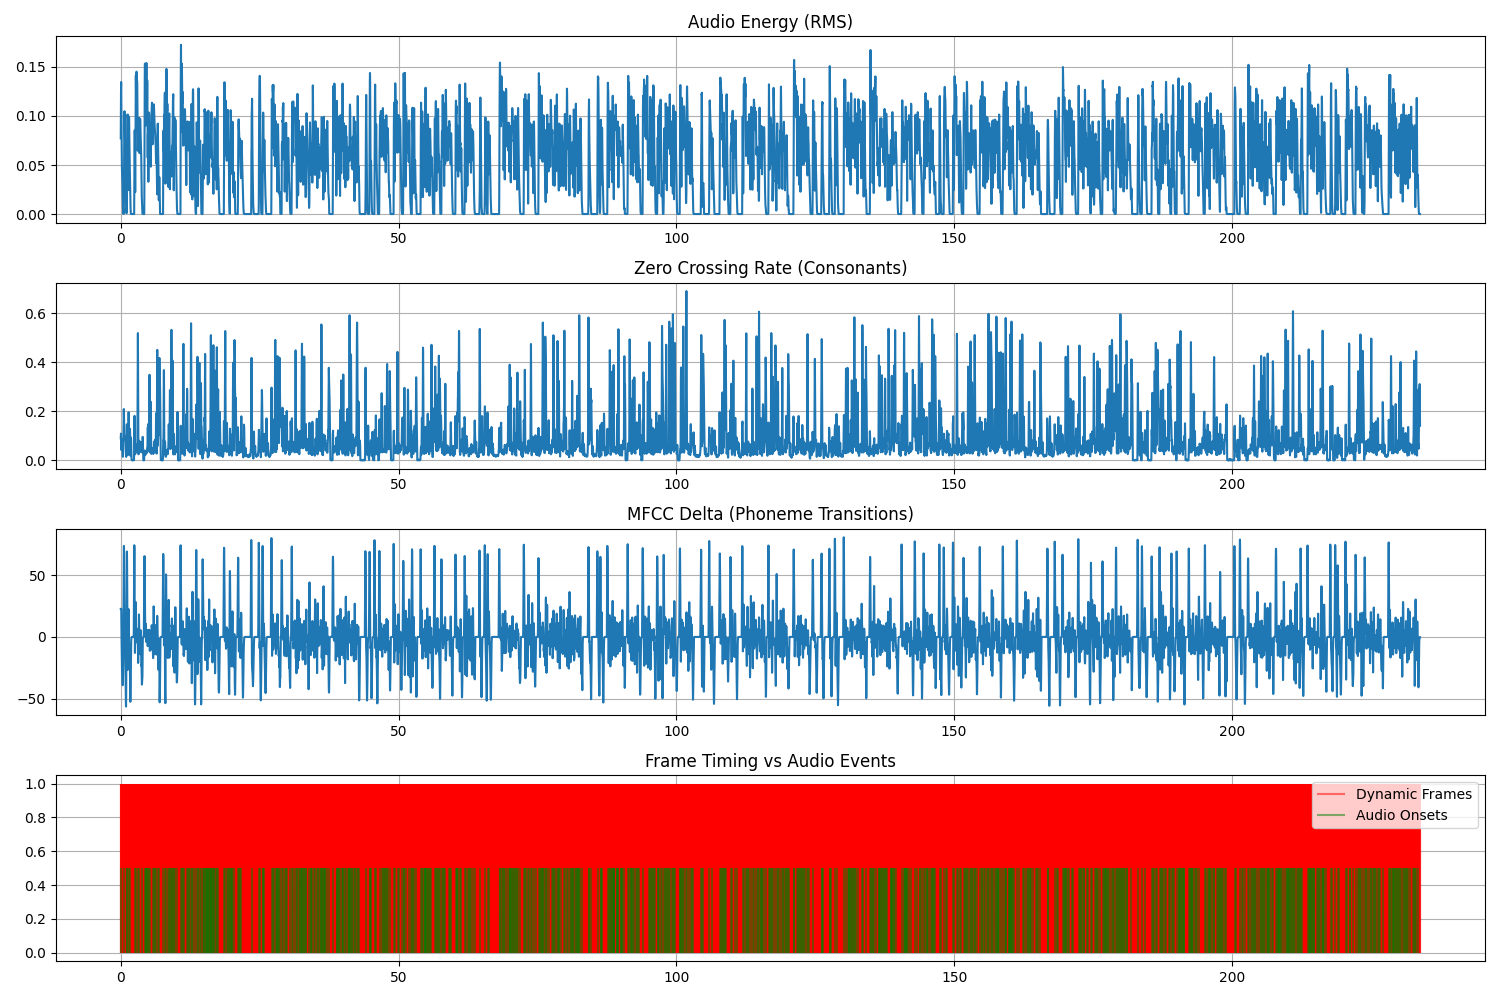 Audio Energy (RMS)
0.15
0.10
0.05
0.00
0 50 100 150 200
Zero Crossing Rate (Consonants)
0.6
0.4
0.2
0.0
0 50 100 150 200
MFCC Delta (Phoneme Transitions)
50
0
−50
0 50 100 150 200
Frame Timing vs Audio Events
1.0
Dynamic Frames
0.8
Audio Onsets
0.6
0.4
0.2
0.0
0 50 100 150 200